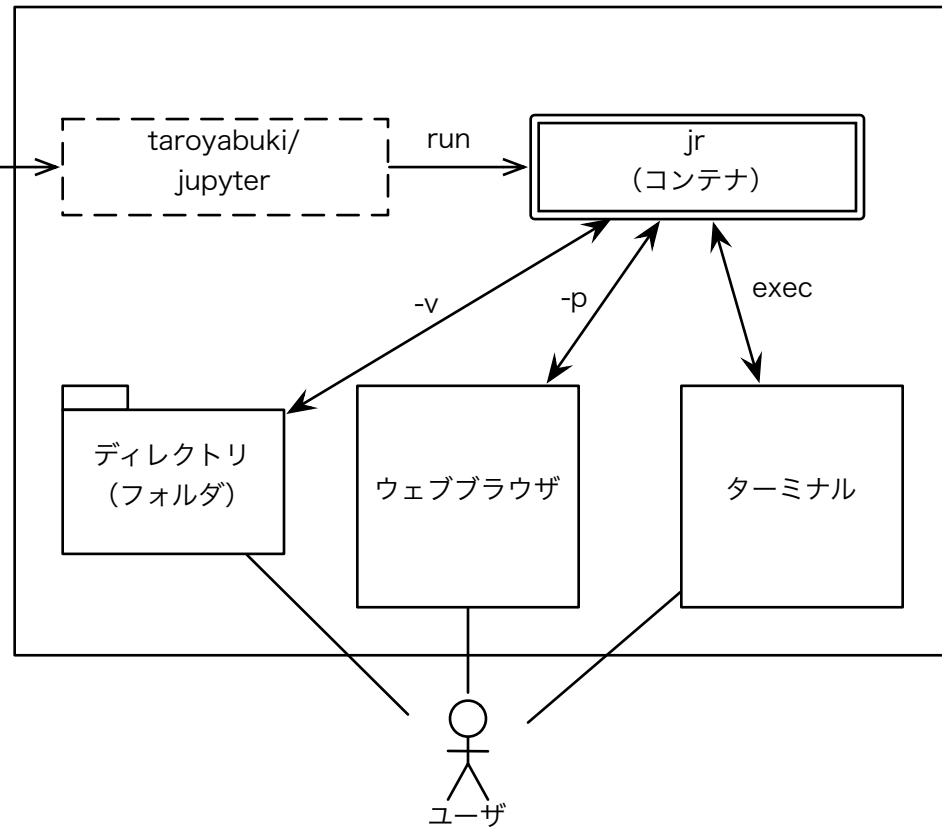 taroyabuki/
jupyter
run
jr
（コンテナ）
-v
-p
exec
ディレクトリ
（フォルダ）
ウェブブラウザ
ターミナル
ユーザ